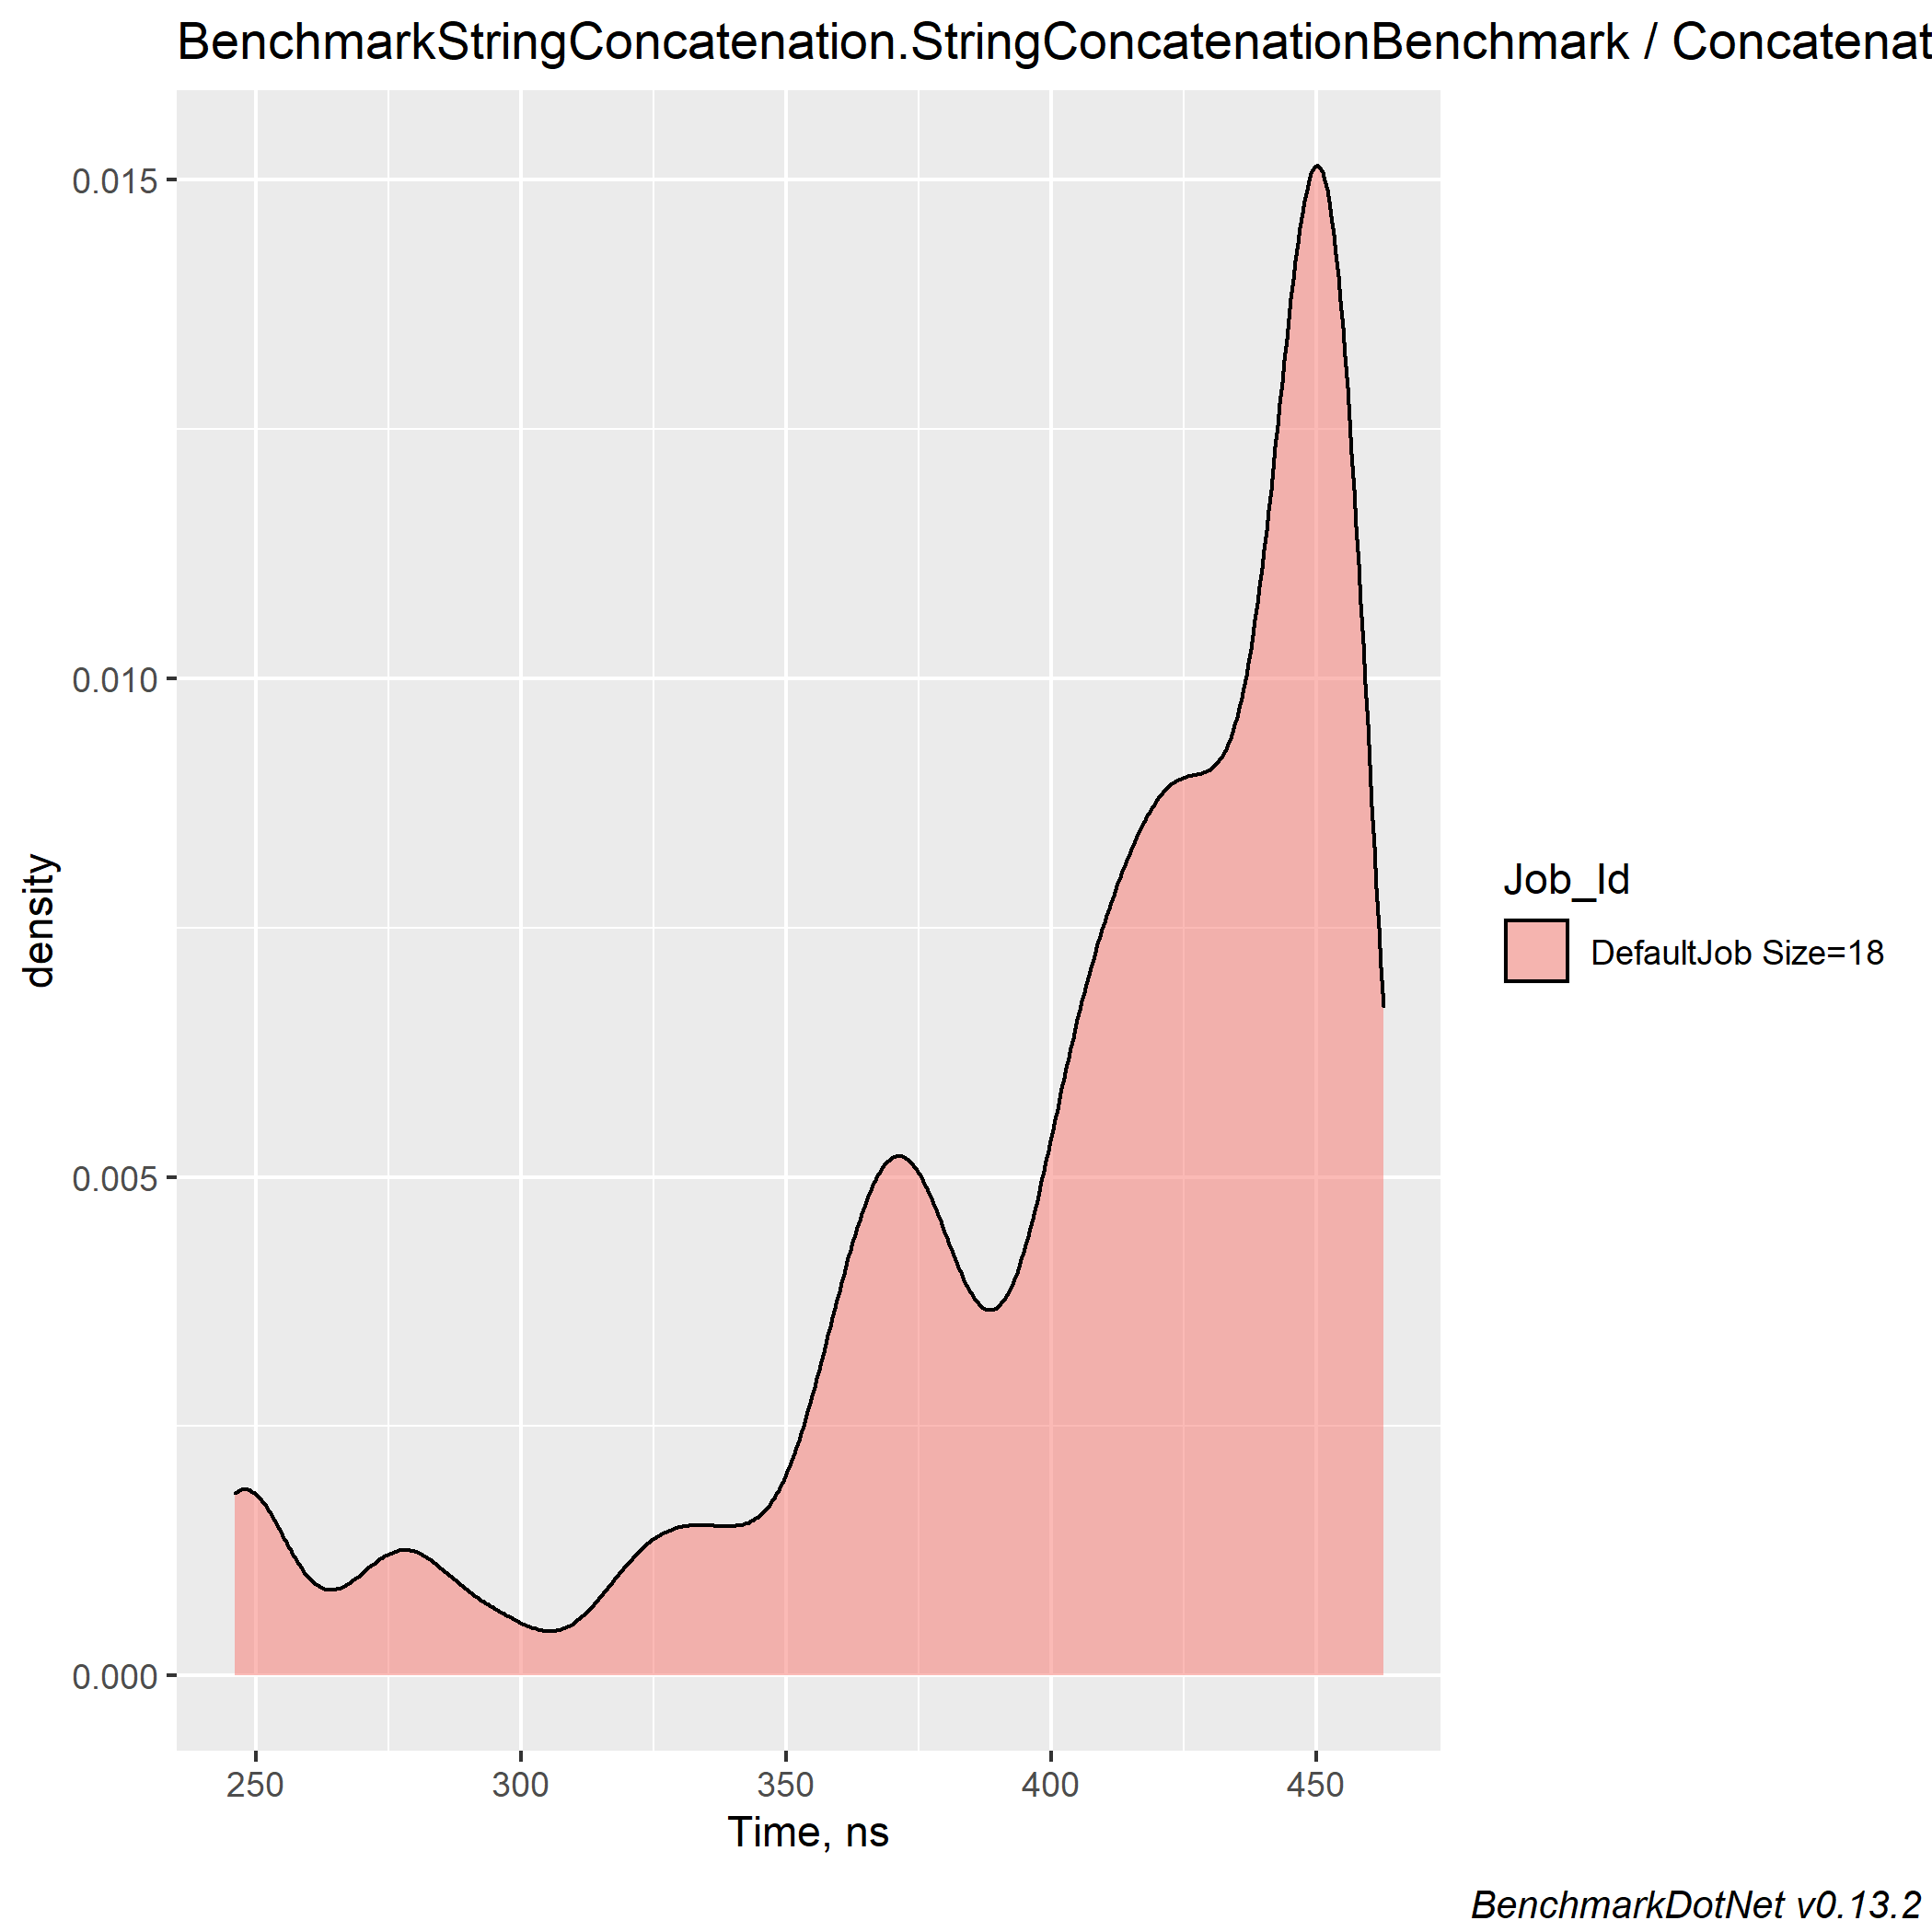 BenchmarkStringConcatenation.StringConcatenationBenchmark / Concatenat
0.015
0.010
0.005
0.000
density
250 300 350 400 450
Time, ns
Job_Id
DefaultJob Size=18
BenchmarkDotNet v0.13.2